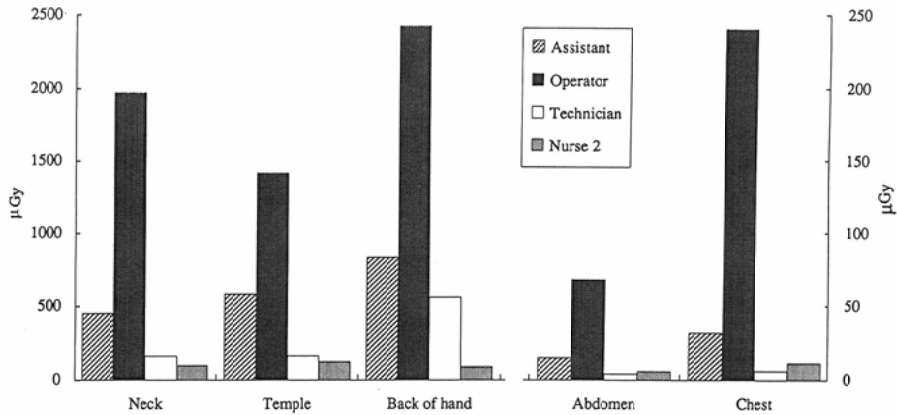 2500
2000
1500
1000
500
0
µGy
Neck
Temple
Back of hand
Assistant
Operator
Technician
Nurse 2
250
200
150
100
50
0
µGy
Abdomen
Chest